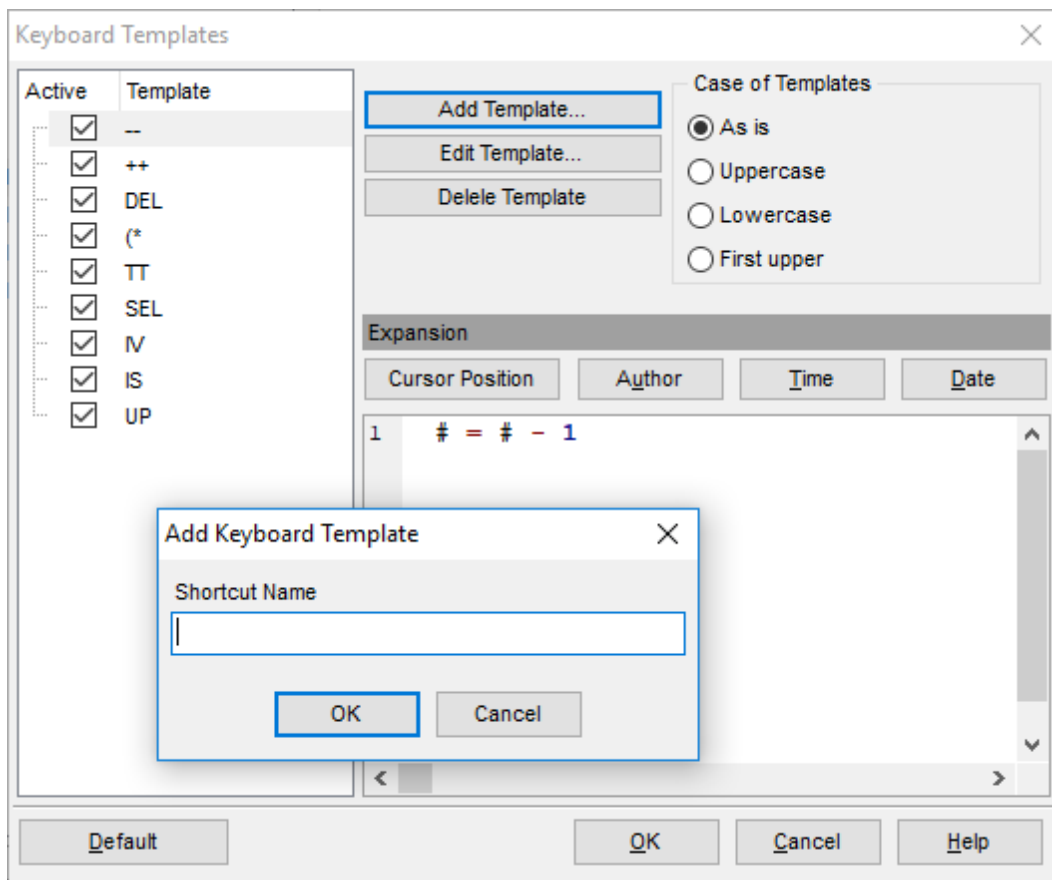 Keyboard Templates
Active Template
--
++
DEL
(*
TT
SEL
IV
IS
UP
Add Template...
Edit Template...
Delele Template
Case of Templates
As is
Uppercase
Lowercase
First upper
Expansion
Cursor Position Author Time Date
1 # = # - 1
Add Keyboard Template
Shortcut Name
OK Cancel
Default OK Cancel Help